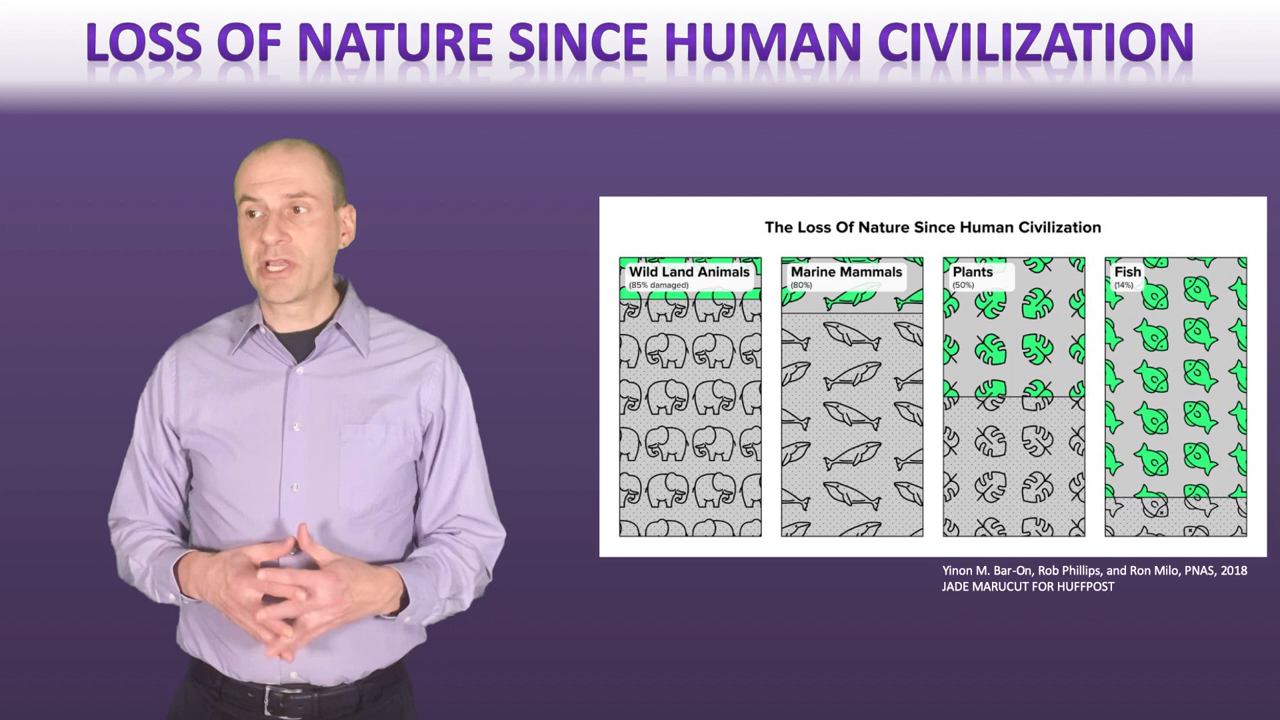 LOSS OF NATURE SINCE HUMAN CIVILIZATION
The Loss Of Nature Since Human Civilization
Wild Land Animals
(85% damaged)
Marine Mammals
(80%)
Plants
(50%)
Fish
(14%)
Yinon M. Bar-On, Rob Phillips, and Ron Milo, PNAS, 2018
JADE MARUCUT FOR HUFFPOST